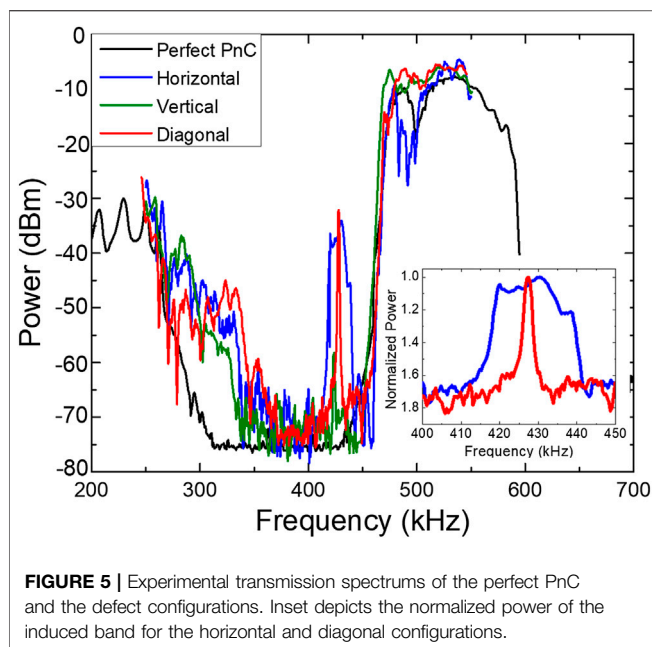 0
-10
-20
-30
-40
-50
-60
-70
-80
Power (dBm)
Perfect PnC
Horizontal
Vertical
Diagonal
1.0
1.2
1.4
1.6
1.8
Normalized Power
400 410 420 430 440 450
Frequency (kHz)
200 300 400 500 600 700
Frequency (kHz)
FIGURE 5 | Experimental transmission spectrums of the perfect PnC
and the defect configurations. Inset depicts the normalized power of the
induced band for the horizontal and diagonal configurations.